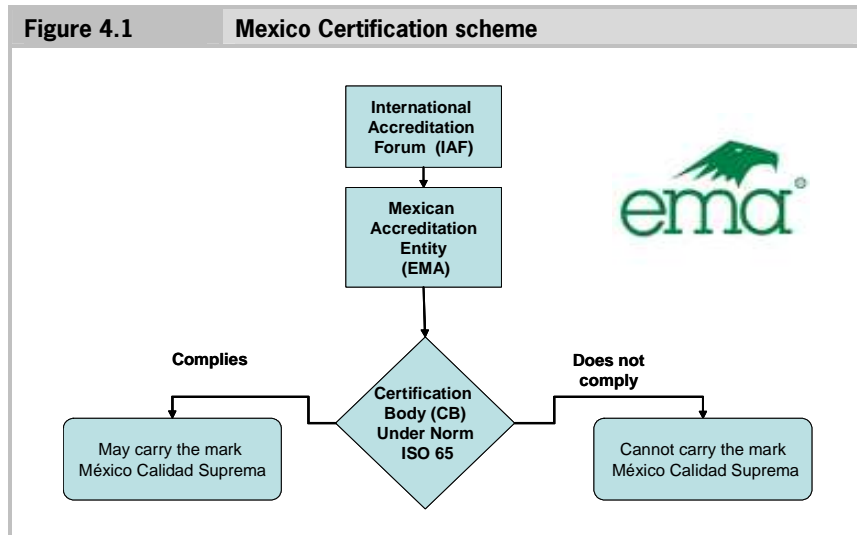 Figure 4.1 Mexico Certification scheme
International
Accreditation
Forum (IAF)
ema®
Mexican
Accreditation
Entity
(EMA)
Complies
Does not
comply
Certification
Body (CB)
Under Norm
ISO 65
May carry the mark
México Calidad Suprema
Cannot carry the mark
México Calidad Suprema